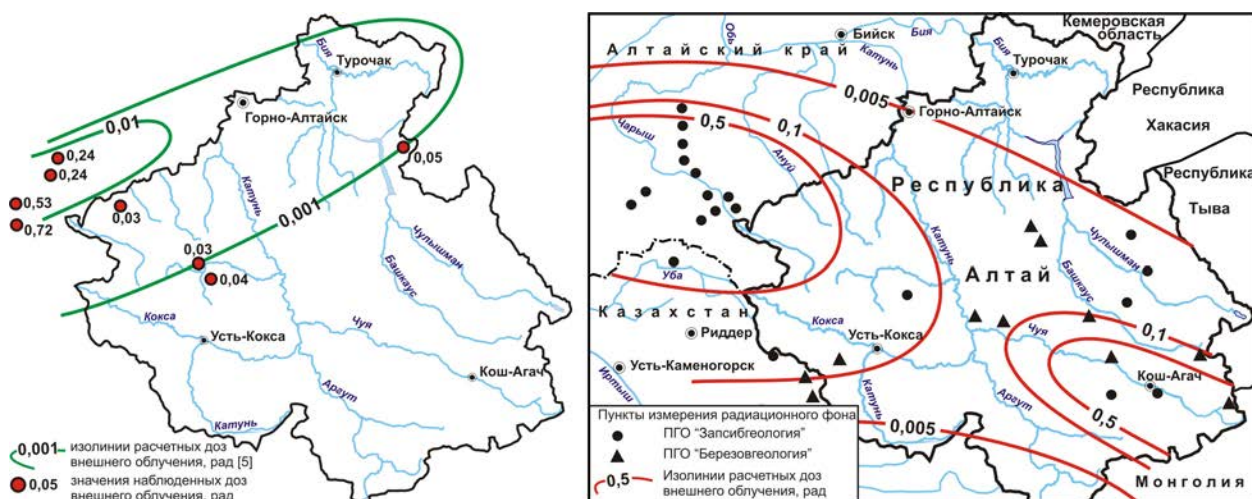 Бия
Турочак
Горно-Алтайск
0,01
0,24
0,24
0,53
0,72
0,03
0,05
0,001
Катунь
0,03
0,04
Чулышман
Башкаус
Кокса
Усть-Кокса
Чуя
Кош-Агач
Аргут
Катунь
0,001 изолинии расчетных доз
внешнего облучения, рад [5]
0,05 значения наблюденных доз
внешнего облучения, рад
Обь
Бийск
Бия
Кемеровская
область
Алтайский край
Катунь
Бия
Турочак
0,005
Республика
Хакасия
Горно-Алтайск
0,5
0,1
Чарыш
Ануй
Республика
Республика
Тыва
Катунь
Чулышман
Уба
Алтай
Башкаус
Казахстан
Кокса
Риддер
Усть-Кокса
Чуя
0,1
Усть-Каменогорск
Кош-Агач
Иртыш
Катунь
Аргут
0,5
0,005
Монголия
Пункты измерения радиационного фона
ПГО "Запсибгеология"
ПГО "Березовгеология"
0,5 Изолинии расчетных доз
внешнего облучения, рад